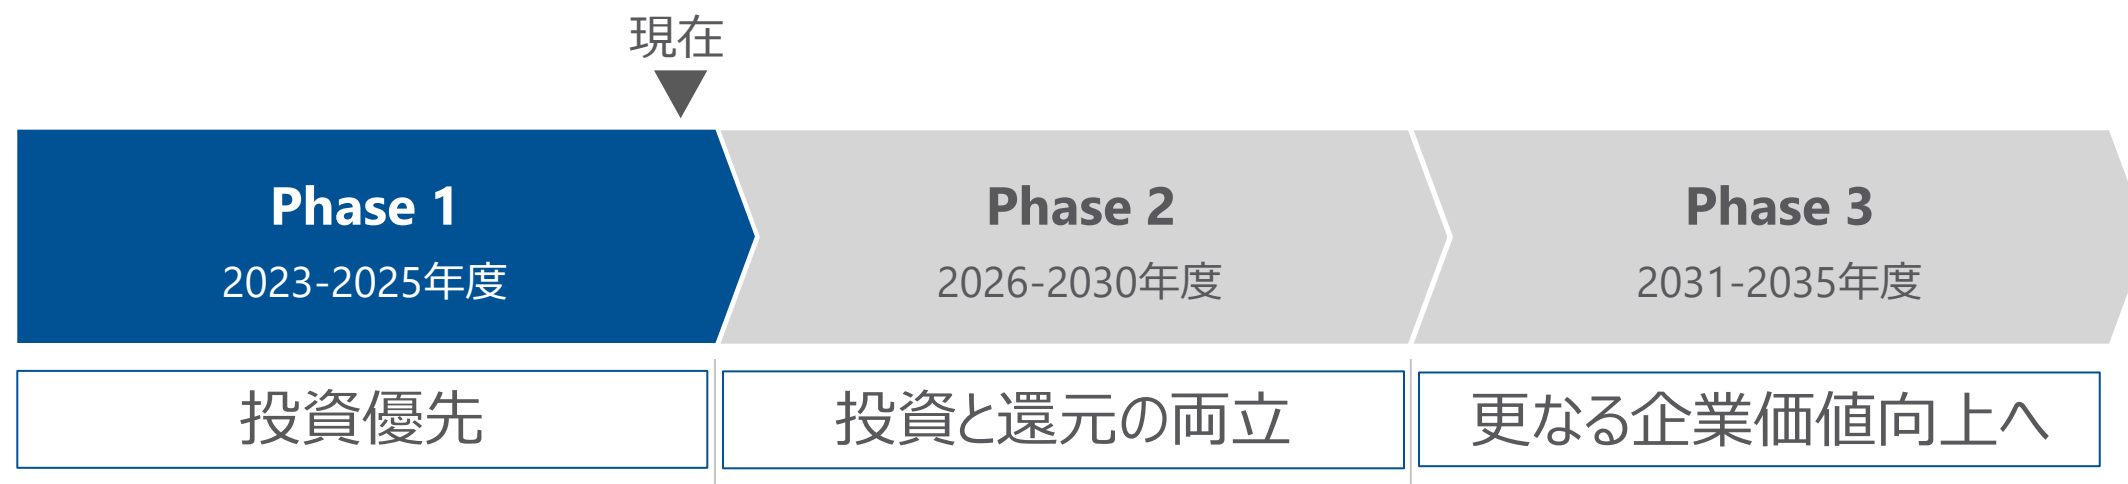 現在
Phase 1
2023-2025年度
Phase 2
2026-2030年度
Phase 3
2031-2035年度
投資優先
投資と還元の両立
更なる企業価値向上へ